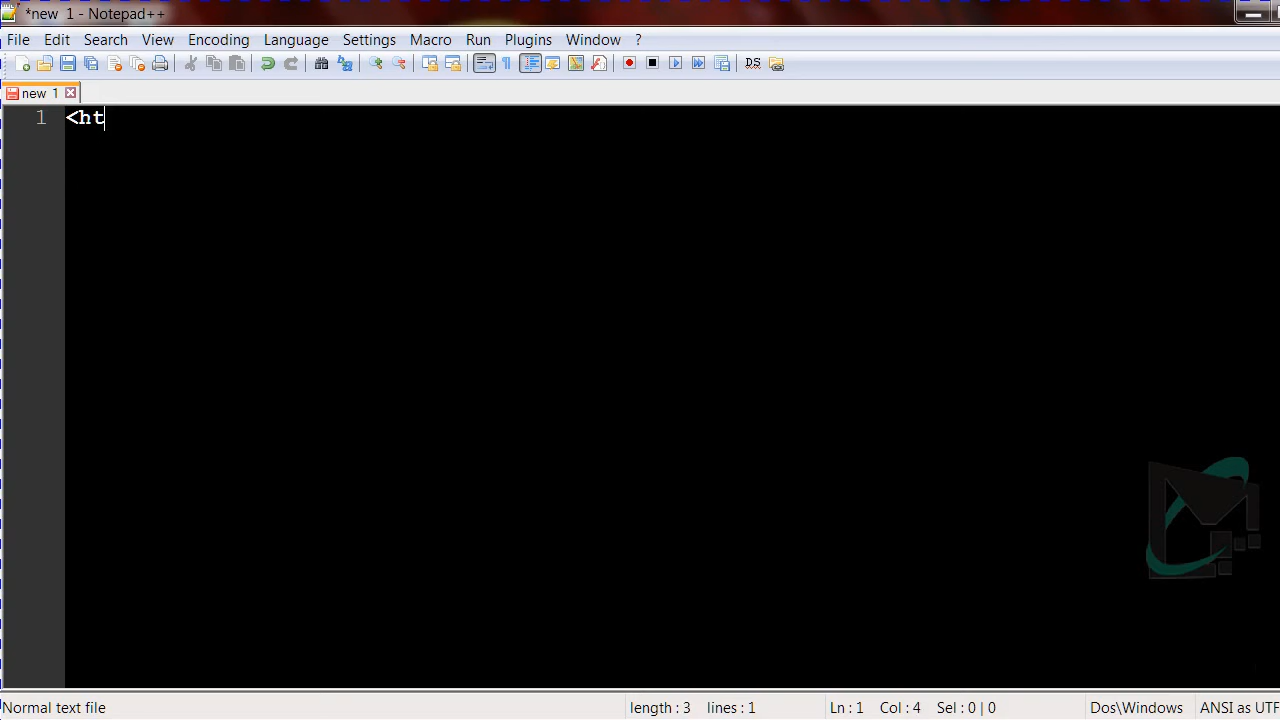 *new 1 - Notepad++
File Edit Search View Encoding Language Settings Macro Run Plugins Window ?
DS
new 1
1 <ht
Normal text file length : 3 lines : 1 Ln : 1 Col : 4 Sel : 0 | 0 Dos\Windows ANSI as UTF